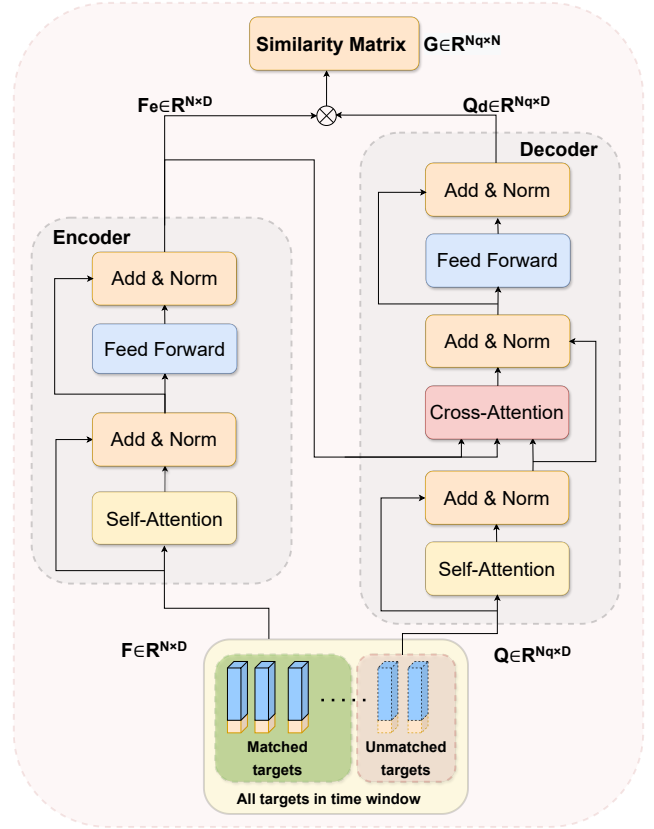 Similarity Matrix
G∈R^Nq×N
Fe∈R^N×D
Qd∈R^Nq×D
Encoder
Add & Norm
Feed Forward
Add & Norm
Self-Attention
Decoder
Add & Norm
Feed Forward
Add & Norm
Cross-Attention
Add & Norm
Self-Attention
F∈R^N×D
Q∈R^Nq×D
Matched
targets
Unmatched
targets
All targets in time window